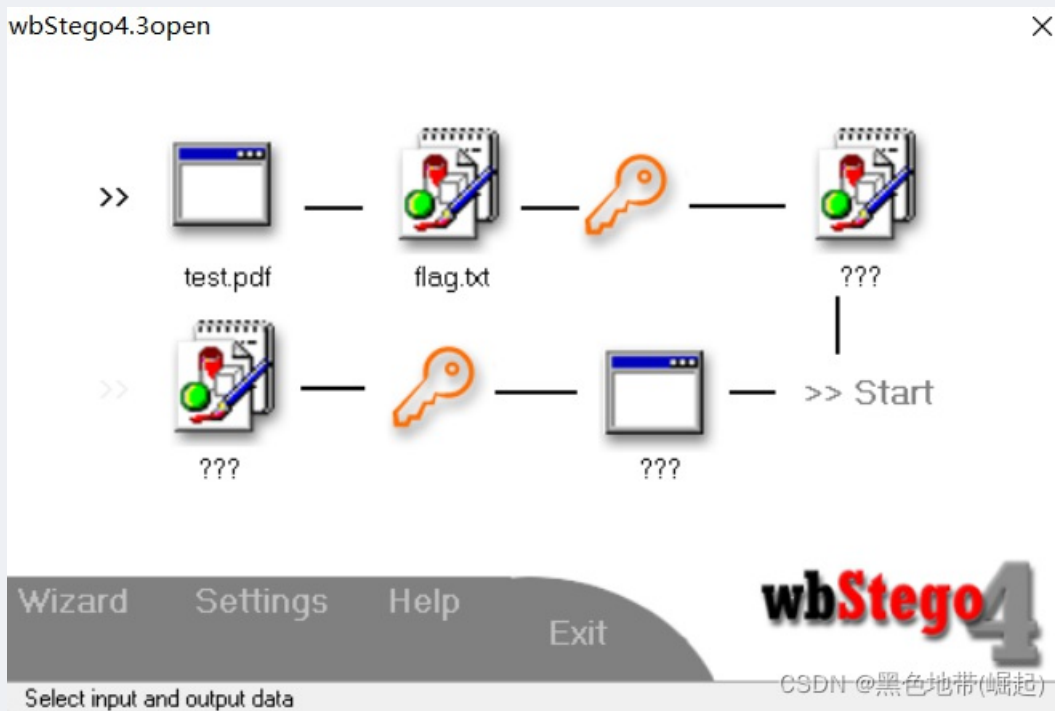 wbStego4.3open
>>
test.pdf
flag.txt
???
>>
???
???
>> Start
Wizard
Settings
Help
Exit
wbStego4
Select input and output data
CSDN @黑色地带(崛起)